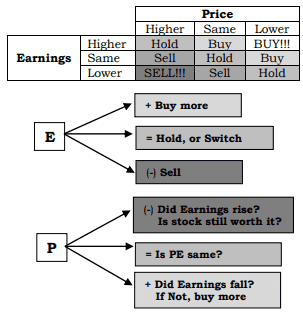 Price
Higher Same Lower
Earnings Higher Hold Buy BUY!!!
Same Sell Hold Buy
Lower SELL!!! Sell Hold
E
+ Buy more
= Hold, or Switch
(-) Sell
P
(-) Did Earnings rise?
Is stock still worth it?
= Is PE same?
+ Did Earnings fall?
If Not, buy more